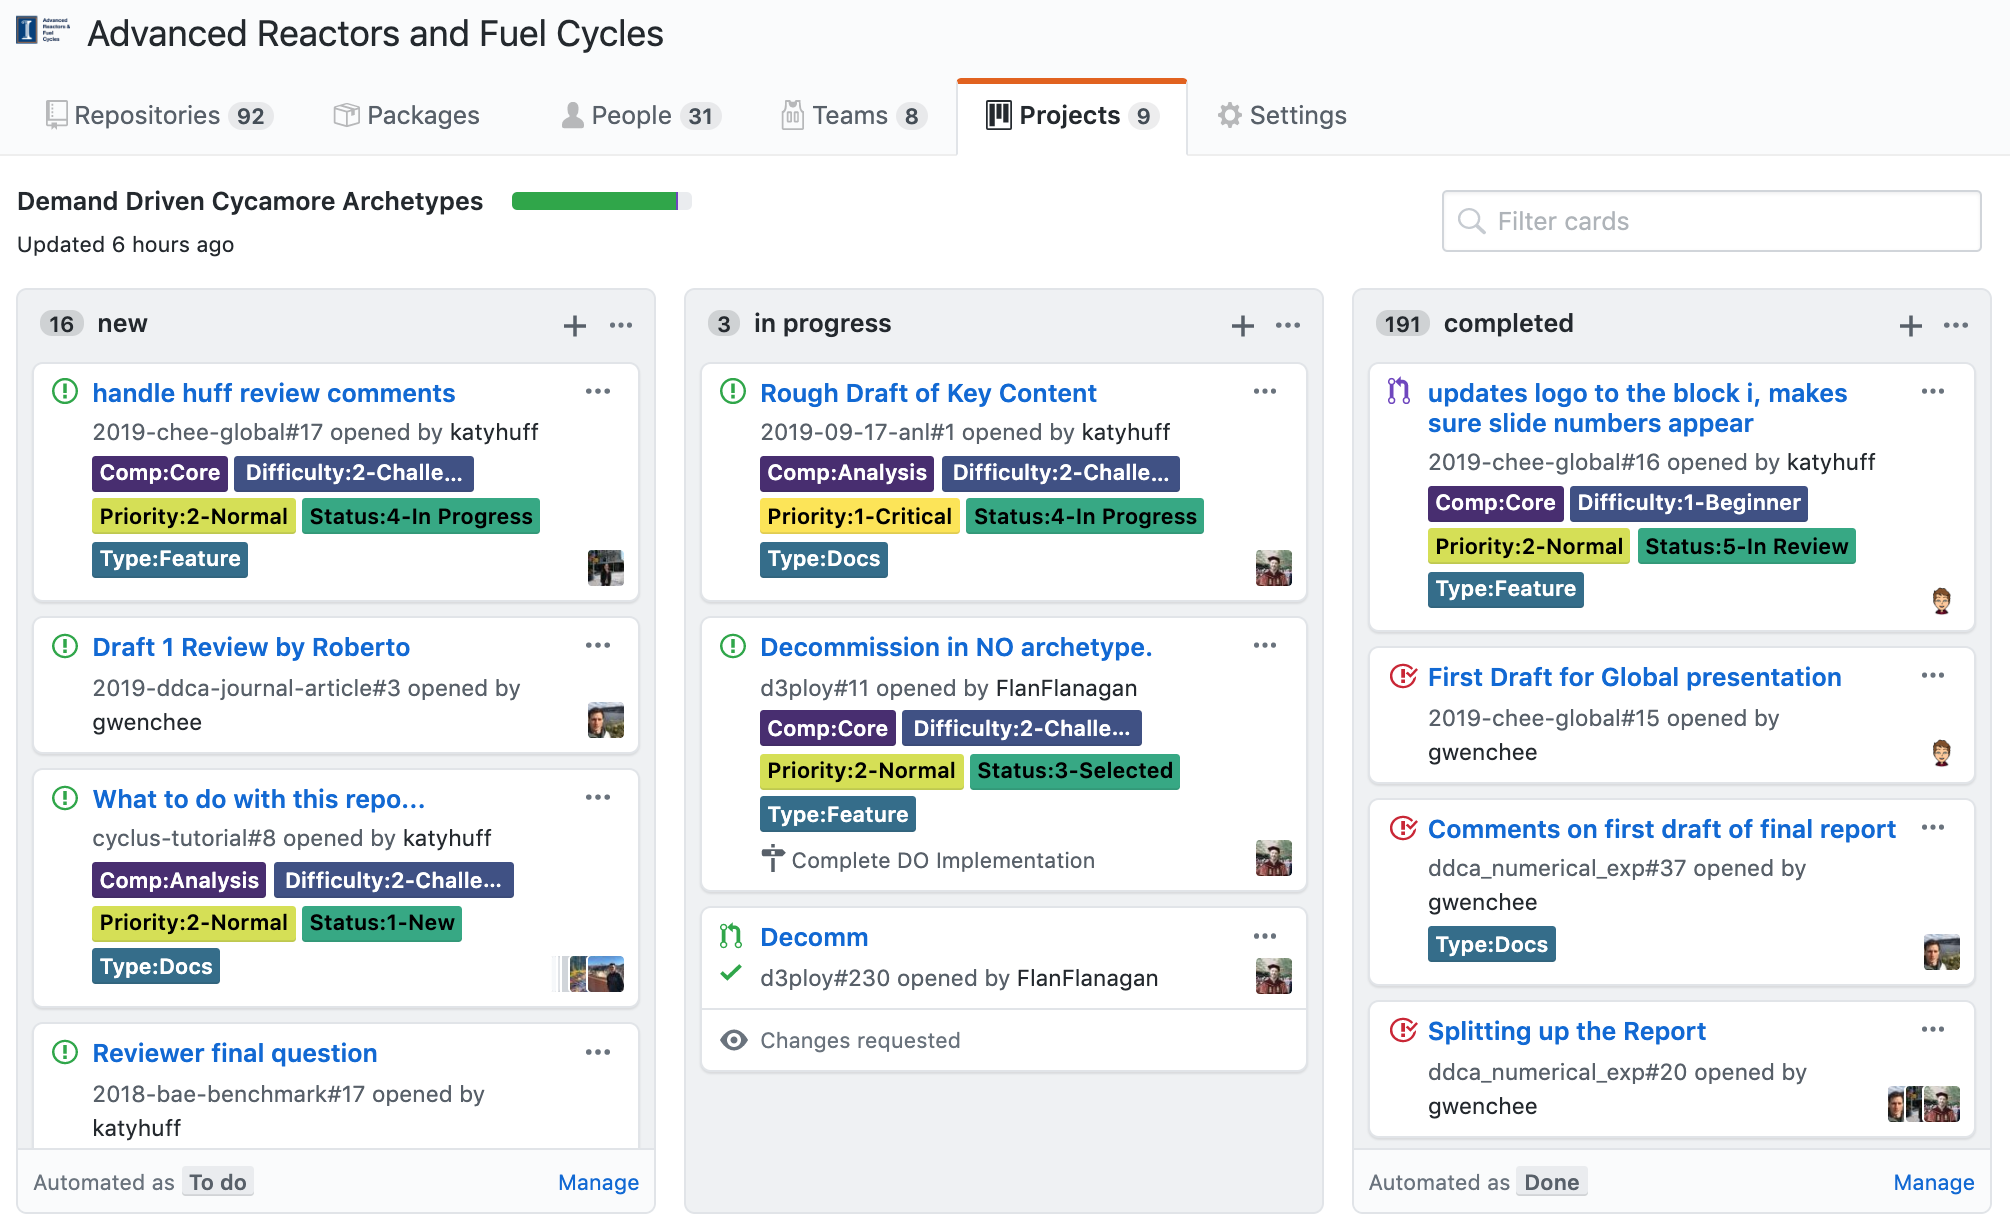 Advanced
Reactors &
Fuel
Cycles
Advanced Reactors and Fuel Cycles
Repositories 92
Packages
People 31
Teams 8
Projects 9
Settings
Demand Driven Cycamore Archetypes
Updated 6 hours ago
Filter cards
16 new
handle huff review comments
2019-chee-global#17 opened by katyhuff
Comp:Core Difficulty:2-Challe...
Priority:2-Normal Status:4-In Progress
Type:Feature
Draft 1 Review by Roberto
2019-ddca-journal-article#3 opened by
gwenchee
What to do with this repo...
cyclus-tutorial#8 opened by katyhuff
Comp:Analysis Difficulty:2-Challe...
Priority:2-Normal Status:1-New
Type:Docs
Reviewer final question
2018-bae-benchmark#17 opened by
katyhuff
Automated as To do Manage
3 in progress
Rough Draft of Key Content
2019-09-17-anl#1 opened by katyhuff
Comp:Analysis Difficulty:2-Challe...
Priority:1-Critical Status:4-In Progress
Type:Docs
Decommission in NO archetype.
d3ploy#11 opened by FlanFlanagan
Comp:Core Difficulty:2-Challe...
Priority:2-Normal Status:3-Selected
Type:Feature
Complete DO Implementation
Decomm
d3ploy#230 opened by FlanFlanagan
Changes requested
191 completed
updates logo to the block i, makes
sure slide numbers appear
2019-chee-global#16 opened by katyhuff
Comp:Core Difficulty:1-Beginner
Priority:2-Normal Status:5-In Review
Type:Feature
First Draft for Global presentation
2019-chee-global#15 opened by
gwenchee
Comments on first draft of final report
ddca_numerical_exp#37 opened by
gwenchee
Type:Docs
Splitting up the Report
ddca_numerical_exp#20 opened by
gwenchee
Automated as Done Manage